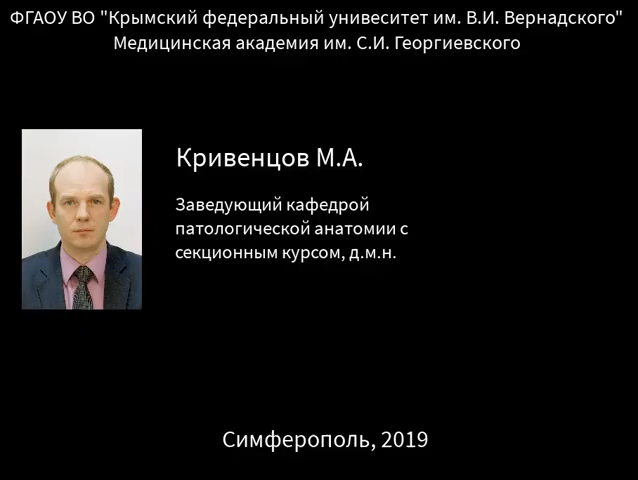 ФГАОУ ВО "Крымский федеральный унивеситет им. В.И. Вернадского"
Медицинская академия им. С.И. Георгиевского
Кривенцов М.А.
Заведующий кафедрой
патологической анатомии с
секционным курсом, д.м.н.
Симферополь, 2019